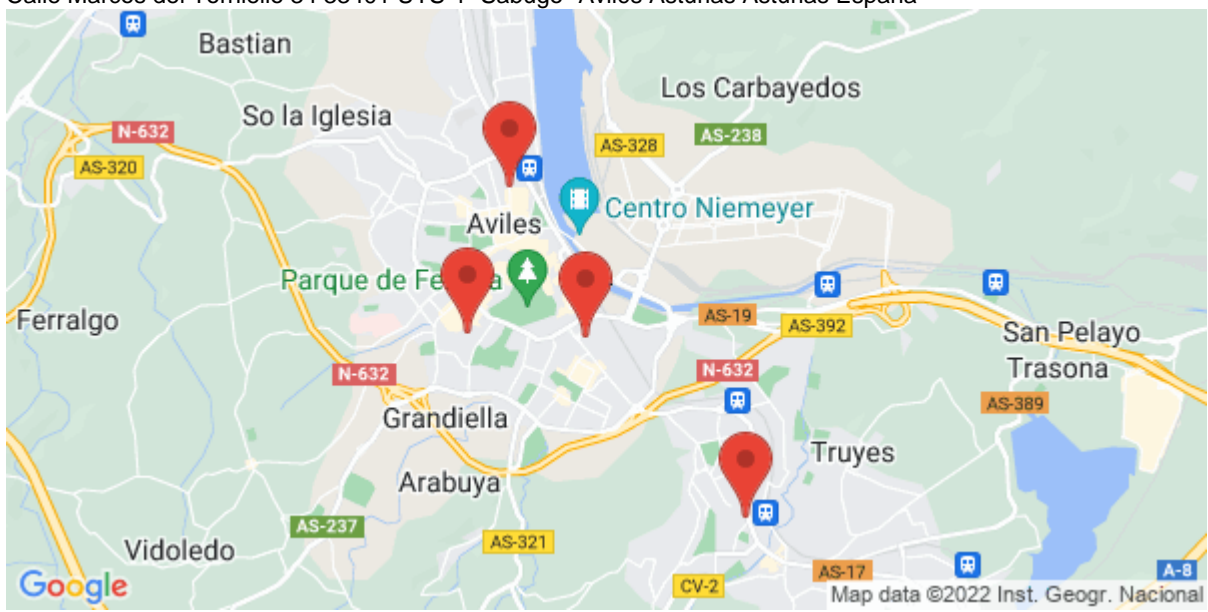 Bastian
Los Carbayedos
So la Iglesia
N-632
AS-238
AS-328
AS-320
Centro Niemeyer
Aviles
Parque de Fe
a
Ferralgo
AS-19
AS-392
San Pelayo
Trasona
N-632
N-632
AS-389
Grandiella
Truyes
Arabuya
AS-237
AS-321
Vidoledo
AS-17
A-8
CV-2
Google
Map data ©2022 Inst. Geogr. Nacional